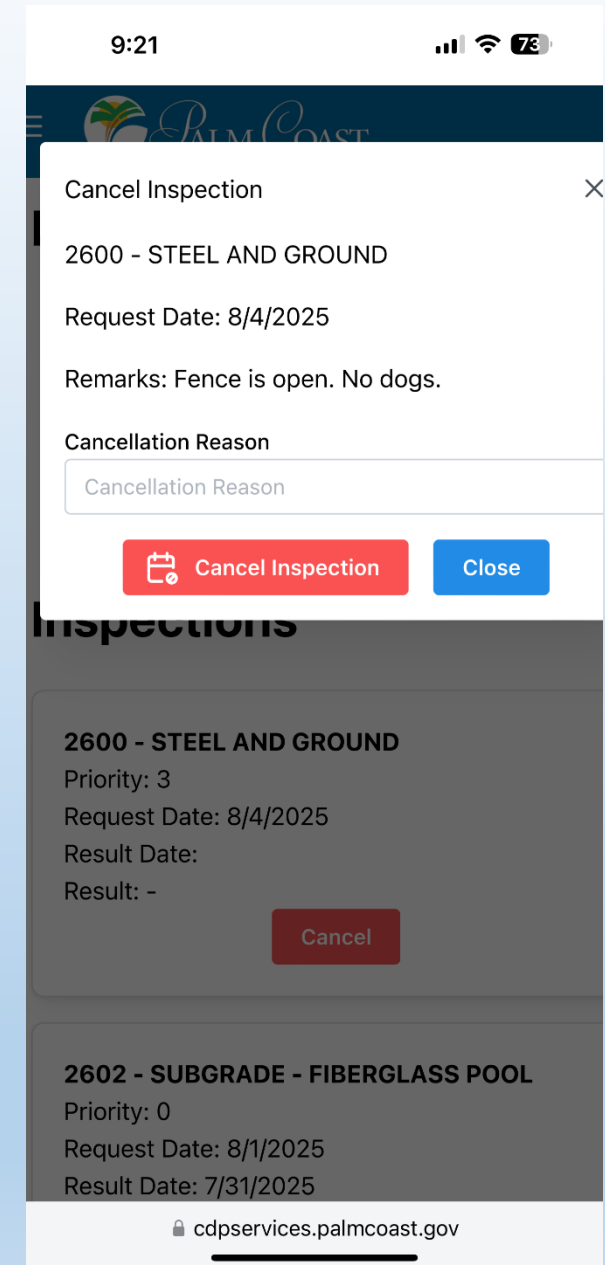 9:21
73
PALM COAST
Cancel Inspection
2600 - STEEL AND GROUND
Request Date: 8/4/2025
Remarks: Fence is open. No dogs.
Cancellation Reason
Cancellation Reason
Cancel Inspection
Close
Inspections
2600 - STEEL AND GROUND
Priority: 3
Request Date: 8/4/2025
Result Date:
Result: -
Cancel
2602 - SUBGRADE - FIBERGLASS POOL
Priority: 0
Request Date: 8/1/2025
Result Date: 7/31/2025
cdpservices.palmcoast.gov